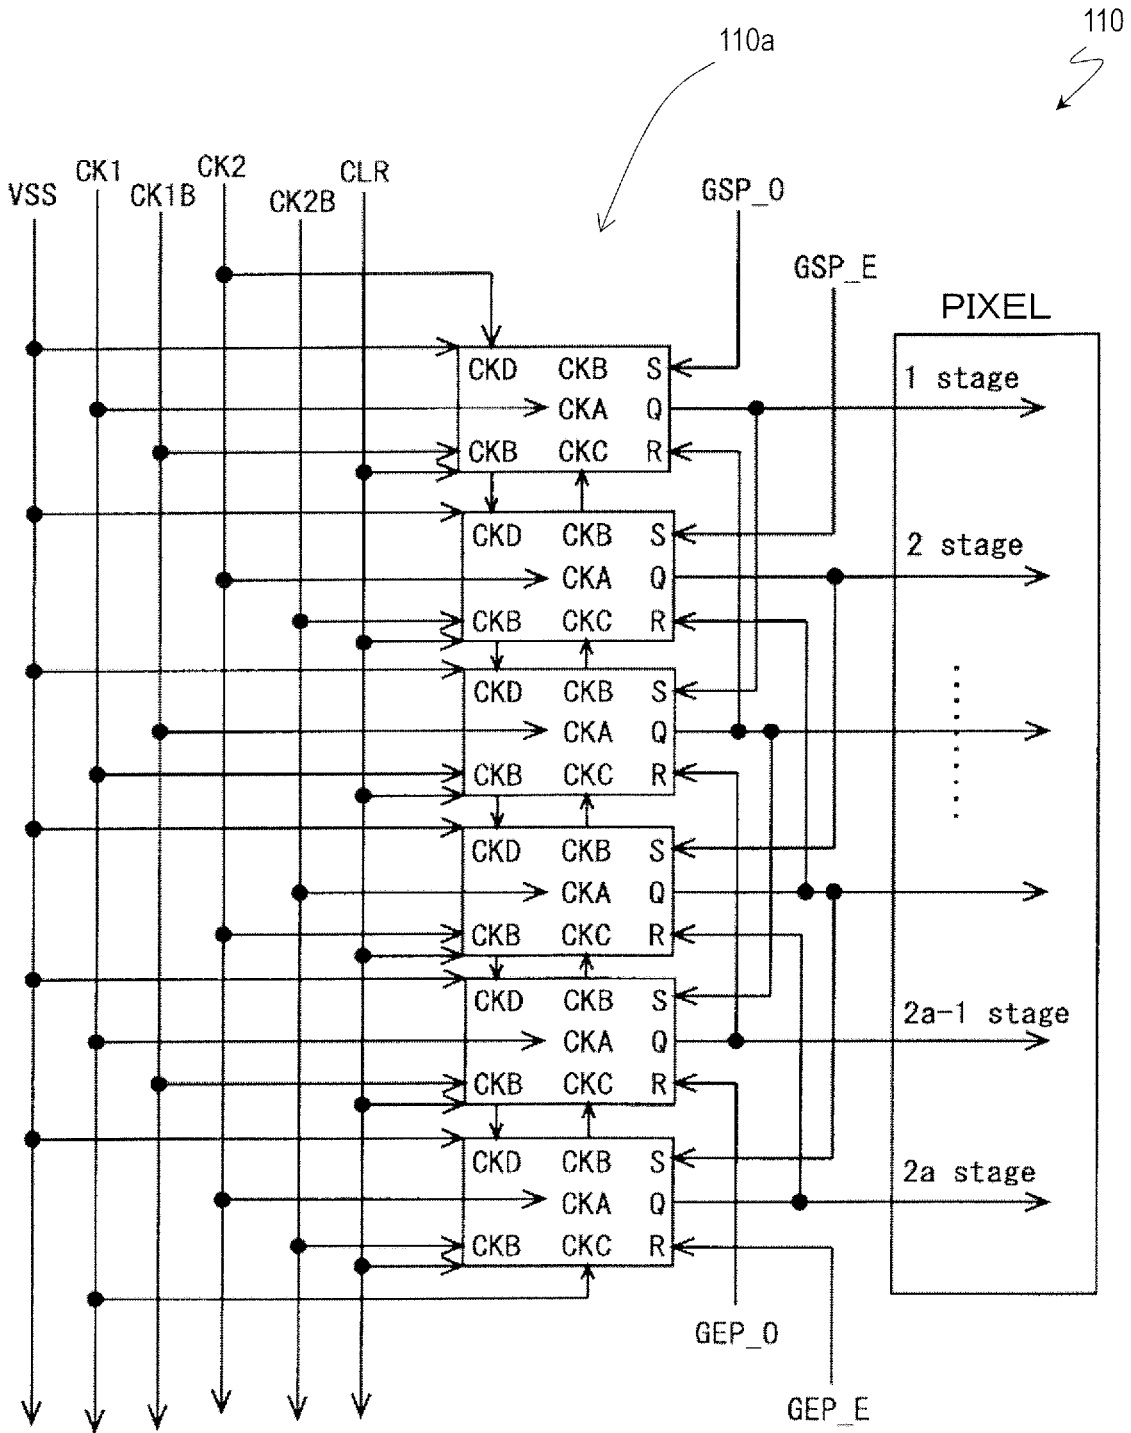 110
110a
CK1
CK2
CLR
VSS
CK1B
CK2B
GSP_O
GSP_E
PIXEL
CKD CKB S
1 stage
CKA Q
CKB CKC R
CKD CKB S
2 stage
CKA Q
CKB CKC R
CKD CKB S
CKA Q
CKB CKC R
CKD CKB S
CKA Q
CKB CKC R
CKD CKB S
2a-1 stage
CKA Q
CKB CKC R
CKD CKB S
2a stage
CKA Q
CKB CKC R
GEP_O
GEP_E